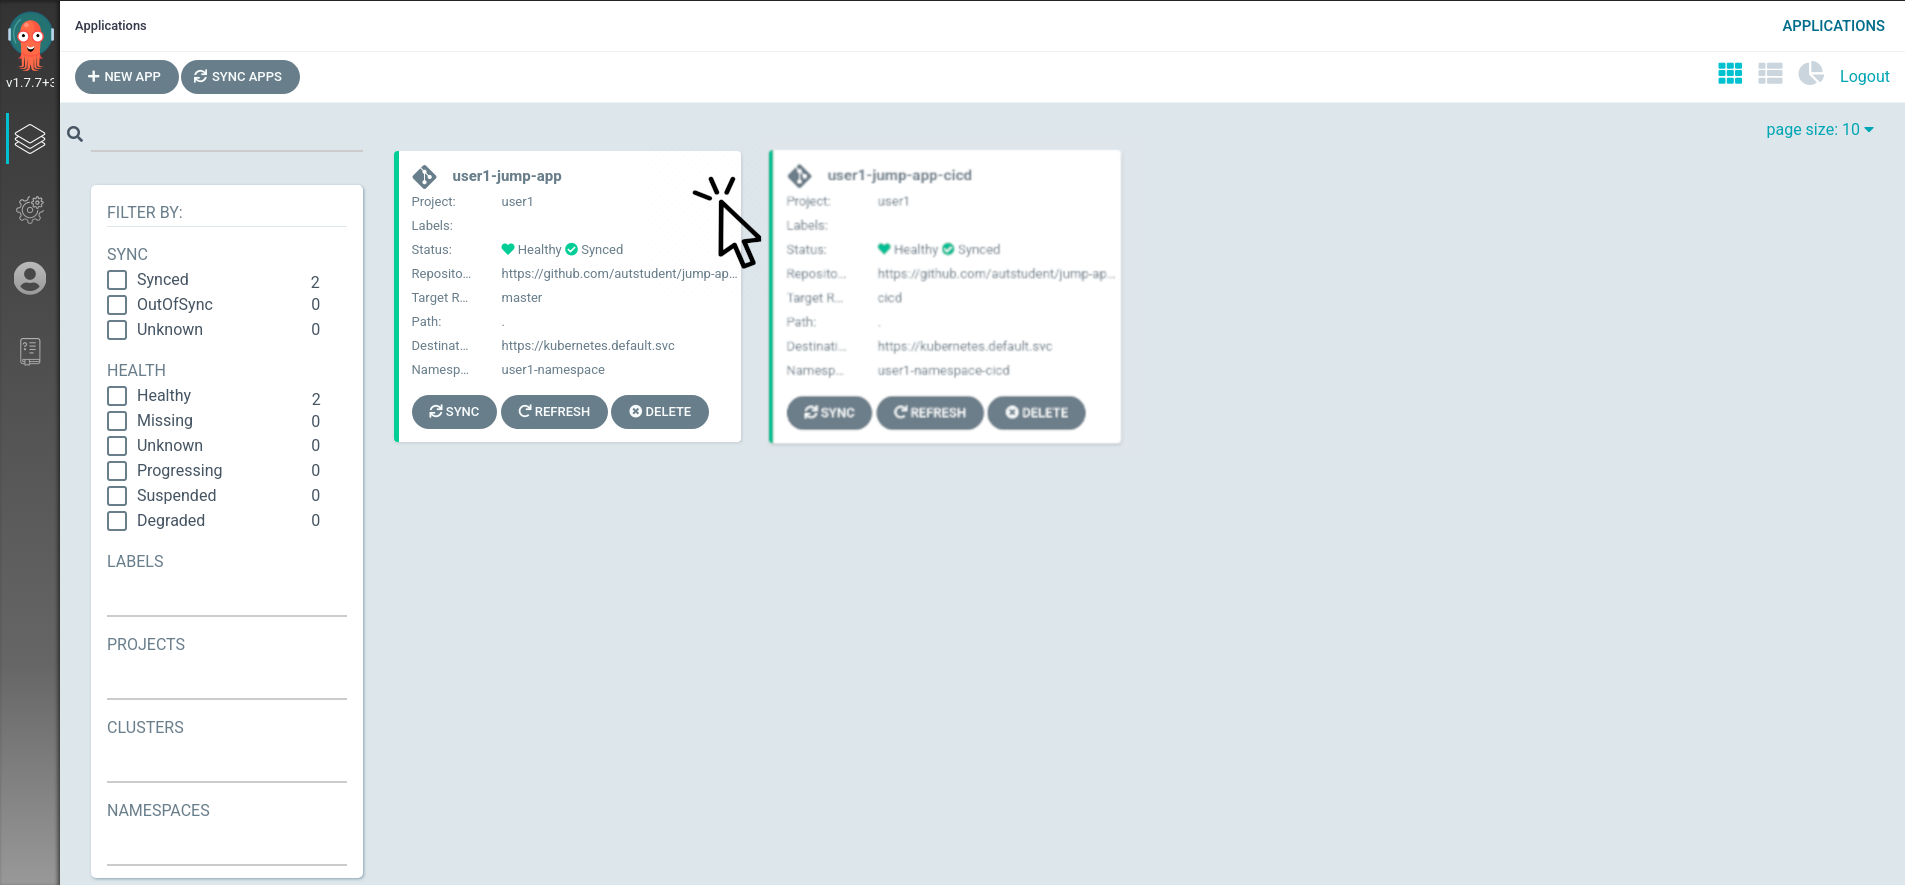 Applications
APPLICATIONS
v1.7.7+3
NEW APP
SYNC APPS
Logout
page size: 10
FILTER BY:
SYNC
Synced 2
OutOfSync 0
Unknown 0
HEALTH
Healthy 2
Missing 0
Unknown 0
Progressing 0
Suspended 0
Degraded 0
LABELS
PROJECTS
CLUSTERS
NAMESPACES
user1-jump-app
Project: user1
Labels:
Status: Healthy Synced
Reposito... https://github.com/autstudent/jump-ap...
Target R... master
Path: .
Destinat... https://kubernetes.default.svc
Namesp... user1-namespace
SYNC REFRESH DELETE
user1-jump-app-cicd
Project: user1
Labels:
Status: Healthy Synced
Reposito... https://github.com/autstudent/jump-ap...
Target R... cicd
Path: .
Destinati... https://kubernetes.default.svc
Namesp... user1-namespace-cicd
SYNC REFRESH DELETE